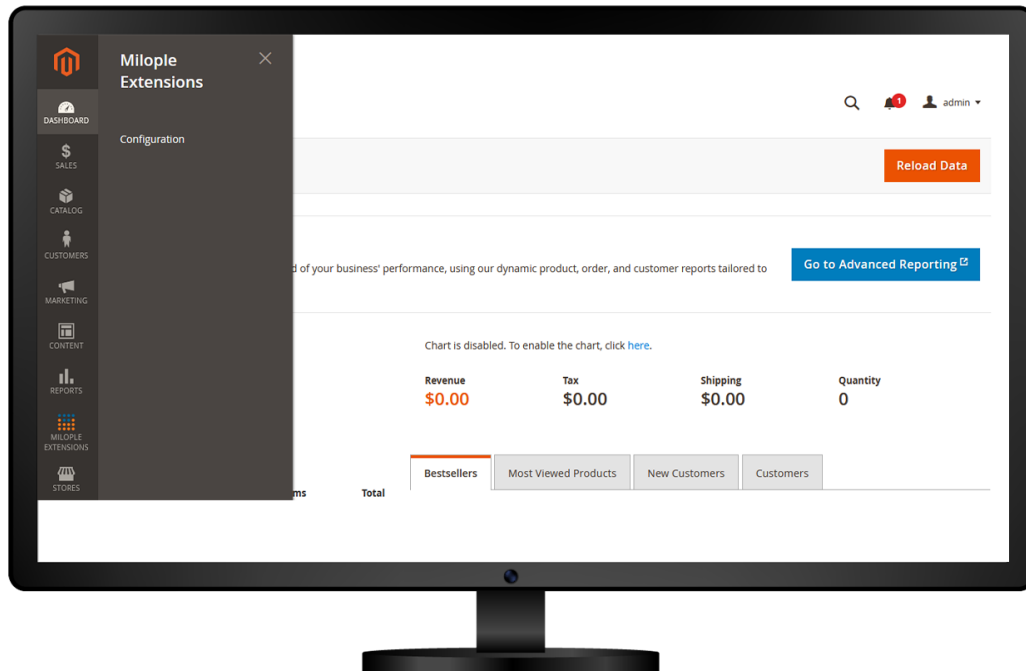 Milople
Extensions
Configuration
DASHBOARD
SALES
CATALOG
CUSTOMERS
MARKETING
CONTENT
REPORTS
MILOPLE
EXTENSIONS
STORES
1
admin
Reload Data
d of your business' performance, using our dynamic product, order, and customer reports tailored to
Go to Advanced Reporting
Chart is disabled. To enable the chart, click here.
Revenue Tax Shipping Quantity
$0.00 $0.00 $0.00 0
Bestsellers Most Viewed Products New Customers Customers
ms Total